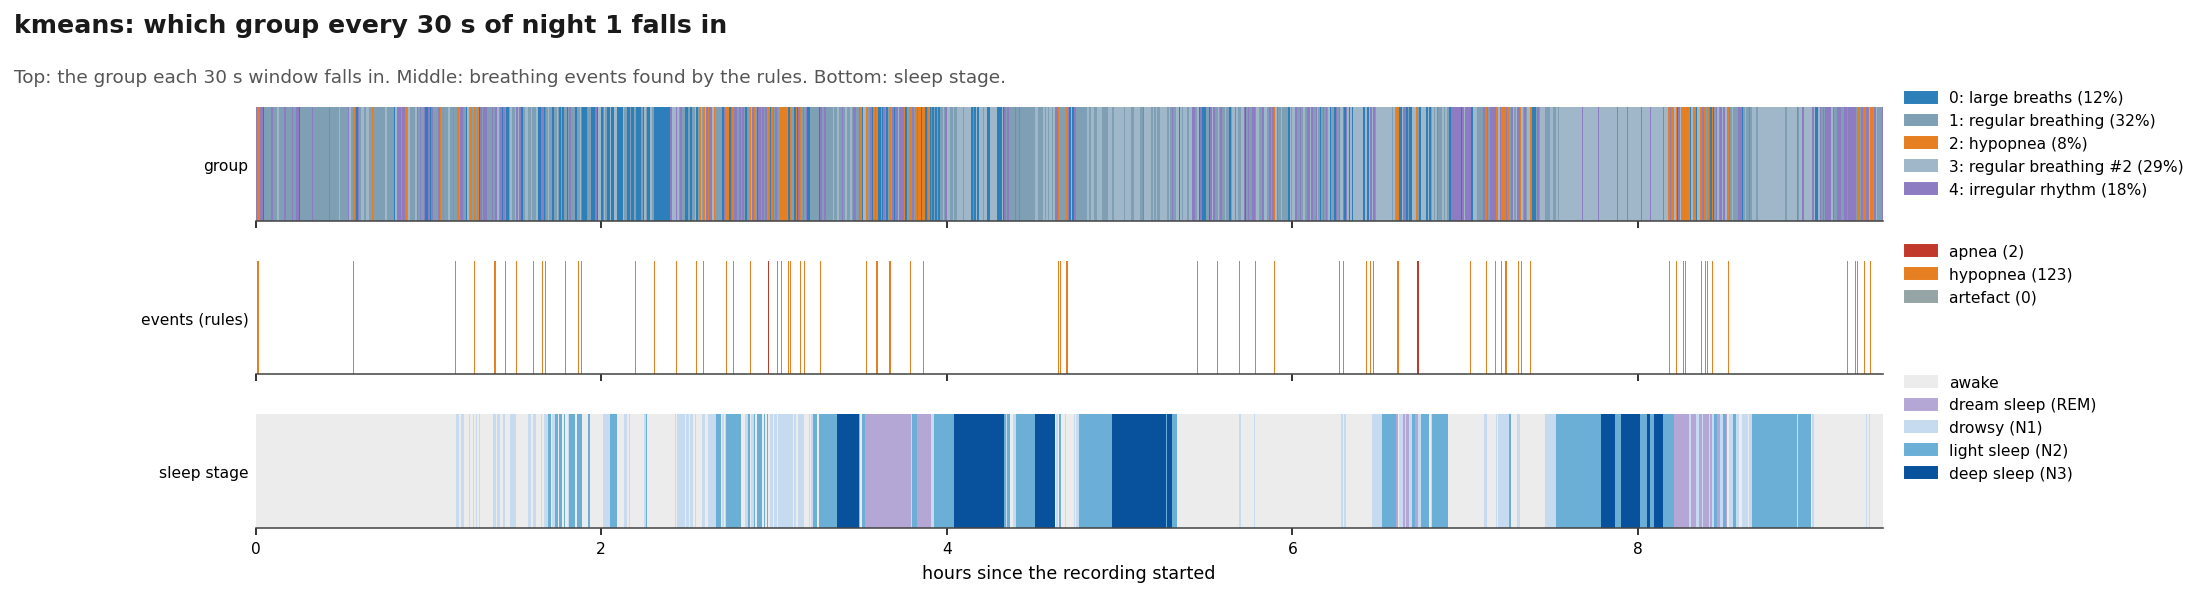 kmeans: which group every 30 s of night 1 falls in
Top: the group each 30 s window falls in. Middle: breathing events found by the rules. Bottom: sleep stage.
group
0: large breaths (12%)
1: regular breathing (32%)
2: hypopnea (8%)
3: regular breathing #2 (29%)
4: irregular rhythm (18%)
events (rules)
apnea (2)
hypopnea (123)
artefact (0)
sleep stage
awake
dream sleep (REM)
drowsy (N1)
light sleep (N2)
deep sleep (N3)
0 2 4 6 8
hours since the recording started